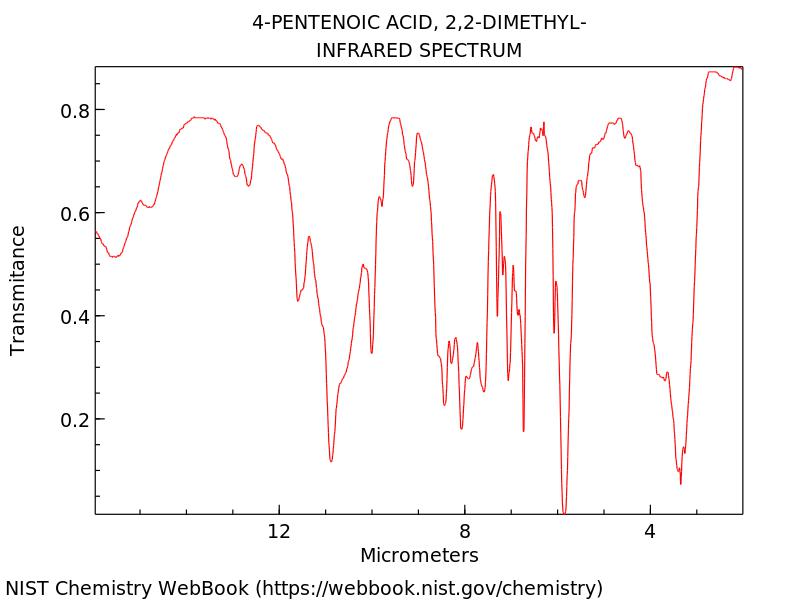 4-PENTENOIC ACID, 2,2-DIMETHYL-
INFRARED SPECTRUM
0.8
0.6
0.4
0.2
Transmitance
12
8
4
Micrometers
NIST Chemistry WebBook (https://webbook.nist.gov/chemistry)